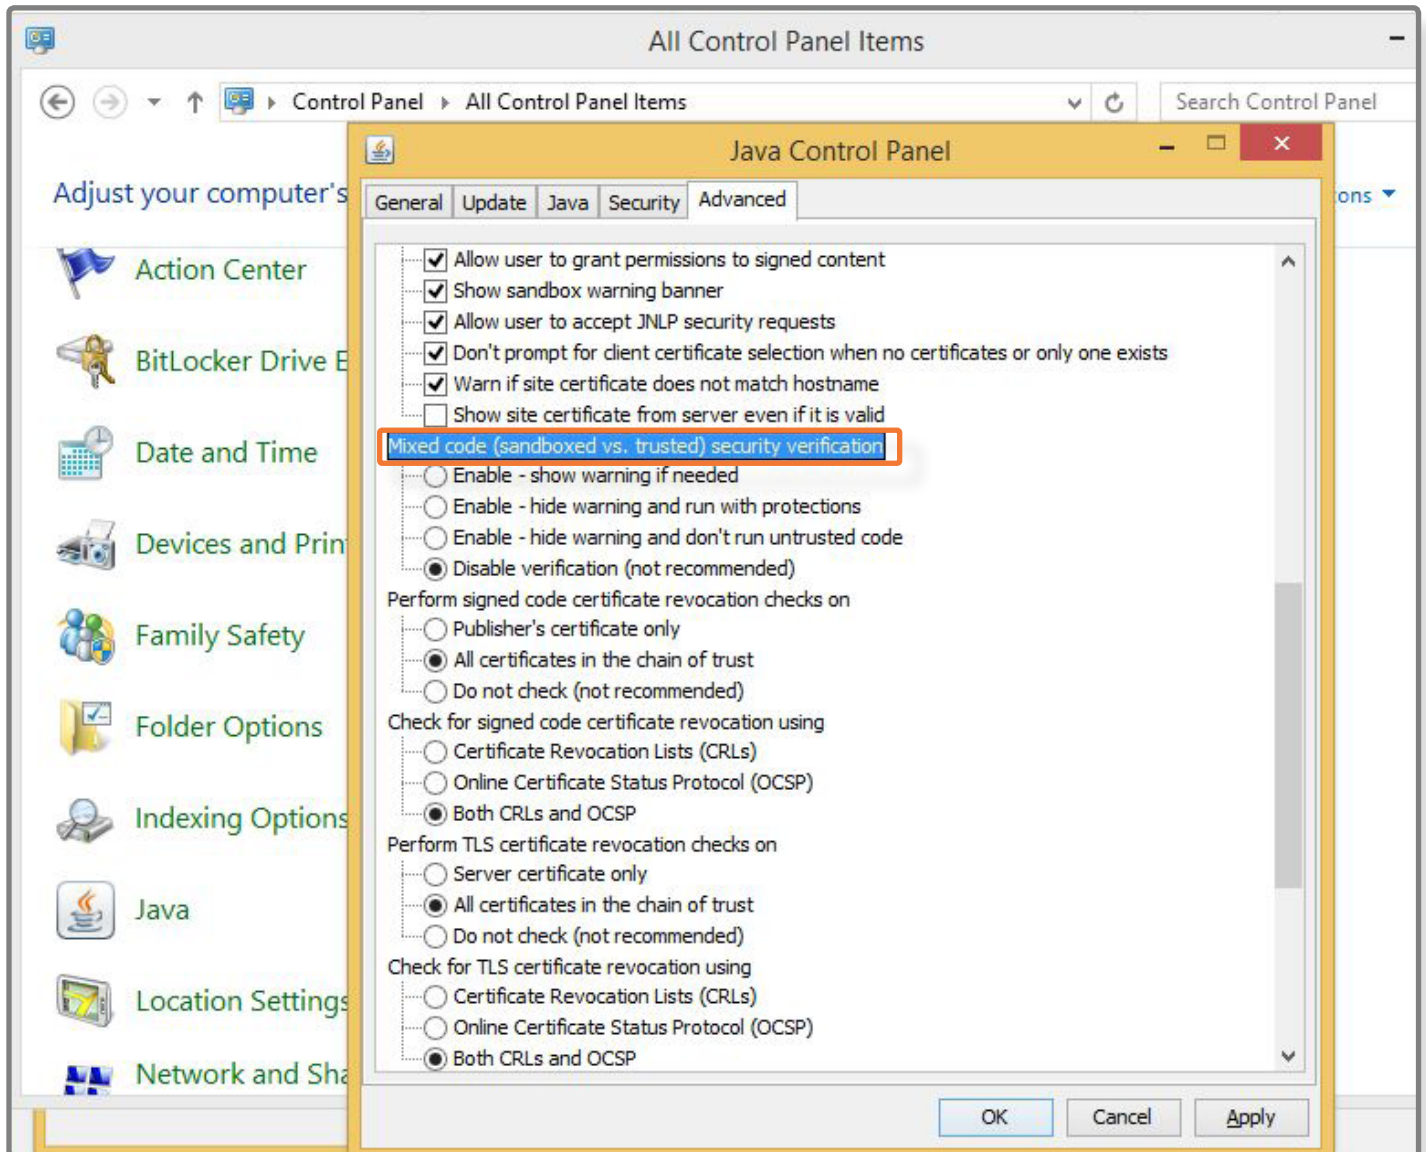 All Control Panel Items
Control Panel All Control Panel Items
Search Control Panel
Java Control Panel
Adjust your computer's
General Update Java Security Advanced
Action Center
BitLocker Drive E
Date and Time
Devices and Prin
Family Safety
Folder Options
Indexing Options
Java
Location Settings
Network and Sha
Allow user to grant permissions to signed content
Show sandbox warning banner
Allow user to accept JNLP security requests
Don't prompt for client certificate selection when no certificates or only one exists
Warn if site certificate does not match hostname
Show site certificate from server even if it is valid
Mixed code (sandboxed vs. trusted) security verification
Enable - show warning if needed
Enable - hide warning and run with protections
Enable - hide warning and don't run untrusted code
Disable verification (not recommended)
Perform signed code certificate revocation checks on
Publisher's certificate only
All certificates in the chain of trust
Do not check (not recommended)
Check for signed code certificate revocation using
Certificate Revocation Lists (CRLs)
Online Certificate Status Protocol (OCSP)
Both CRLs and OCSP
Perform TLS certificate revocation checks on
Server certificate only
All certificates in the chain of trust
Do not check (not recommended)
Check for TLS certificate revocation using
Certificate Revocation Lists (CRLs)
Online Certificate Status Protocol (OCSP)
Both CRLs and OCSP
OK Cancel Apply
ons